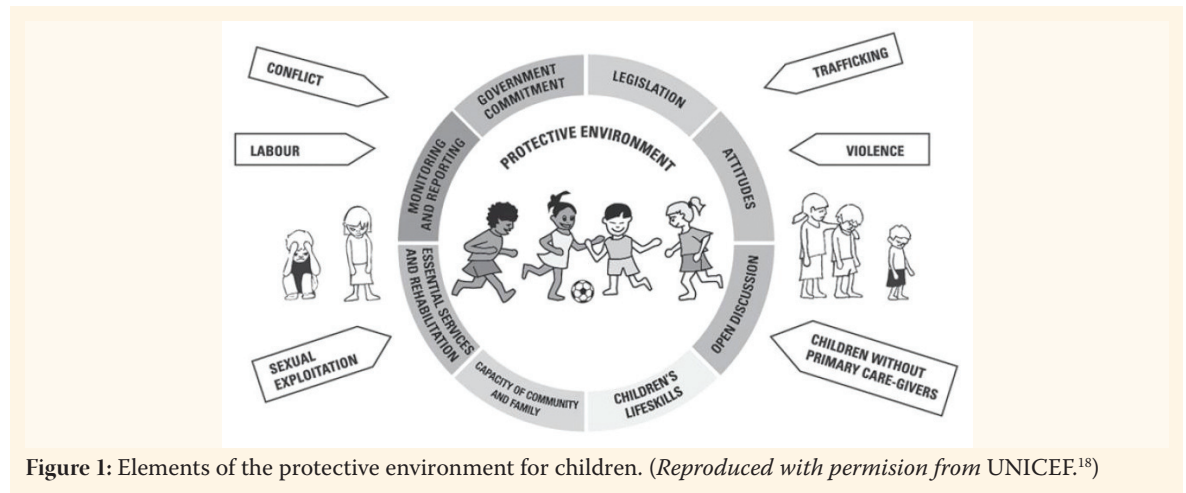 CONFLICT
LABOUR
SEXUAL
EXPLOITATION
GOVERNMENT
COMMITMENT
LEGISLATION
ATTITUDES
OPEN DISCUSSION
CHILDREN'S
LIFESKILLS
CAPACITY OF COMMUNITY
AND FAMILY
ESSENTIAL SERVICES
AND REHABILITATION
MONITORING
AND REPORTING
PROTECTIVE ENVIRONMENT
TRAFFICKING
VIOLENCE
CHILDREN WITHOUT
PRIMARY CARE-GIVERS
Figure 1: Elements of the protective environment for children. (Reproduced with permision from UNICEF.18)